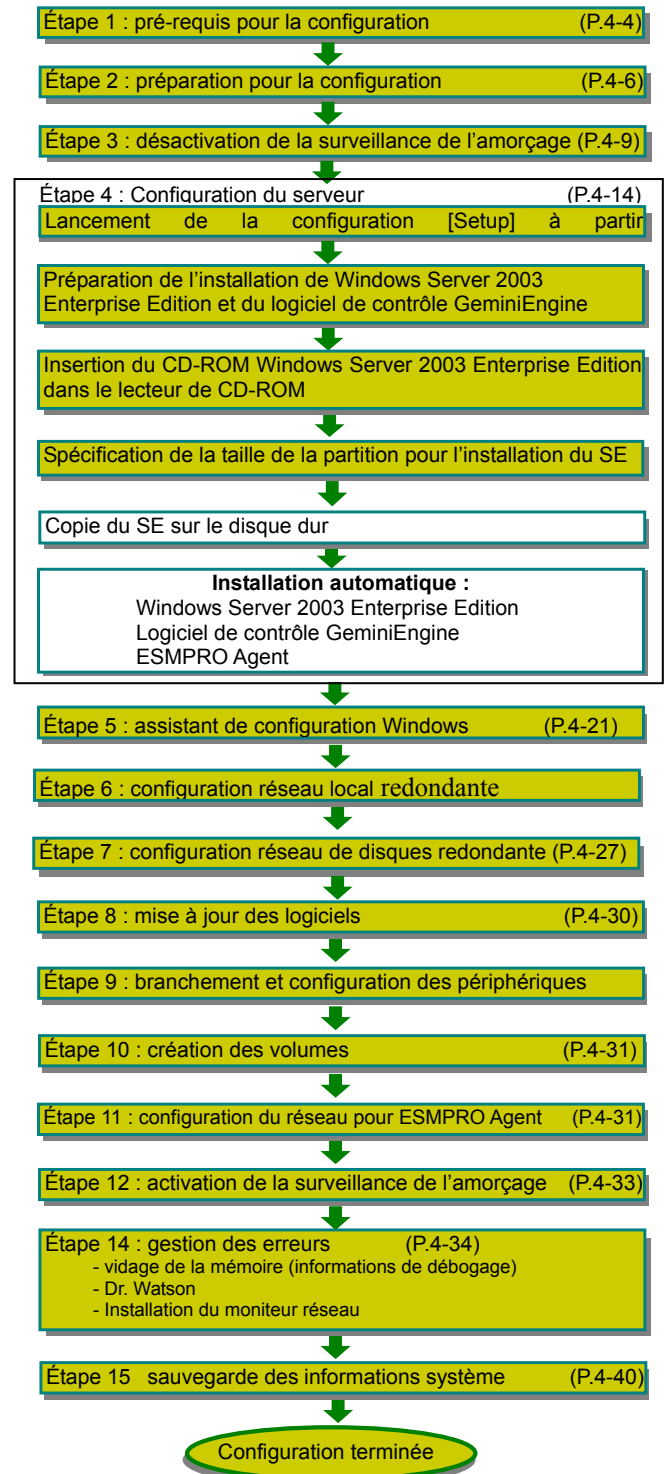 Étape 1 : pré-requis pour la configuration (P.4-4)
Étape 2 : préparation pour la configuration (P.4-6)
Étape 3 : désactivation de la surveillance de l’amorçage (P.4-9)
Étape 4 : Configuration du serveur (P.4-14)
Lancement de la configuration [Setup] à partir
Préparation de l’installation de Windows Server 2003
Enterprise Edition et du logiciel de contrôle GeminiEngine
Insertion du CD-ROM Windows Server 2003 Enterprise Edition
dans le lecteur de CD-ROM
Spécification de la taille de la partition pour l’installation du SE
Copie du SE sur le disque dur
Installation automatique :
Windows Server 2003 Enterprise Edition
Logiciel de contrôle GeminiEngine
ESMPRO Agent
Étape 5 : assistant de configuration Windows (P.4-21)
Étape 6 : configuration réseau local redondante
Étape 7 : configuration réseau de disques redondante (P.4-27)
Étape 8 : mise à jour des logiciels (P.4-30)
Étape 9 : branchement et configuration des périphériques
Étape 10 : création des volumes (P.4-31)
Étape 11 : configuration du réseau pour ESMPRO Agent (P.4-31)
Étape 12 : activation de la surveillance de l’amorçage (P.4-33)
Étape 14 : gestion des erreurs (P.4-34)
- vidage de la mémoire (informations de débogage)
- Dr. Watson
- Installation du moniteur réseau
Étape 15 sauvegarde des informations système (P.4-40)
Configuration terminée